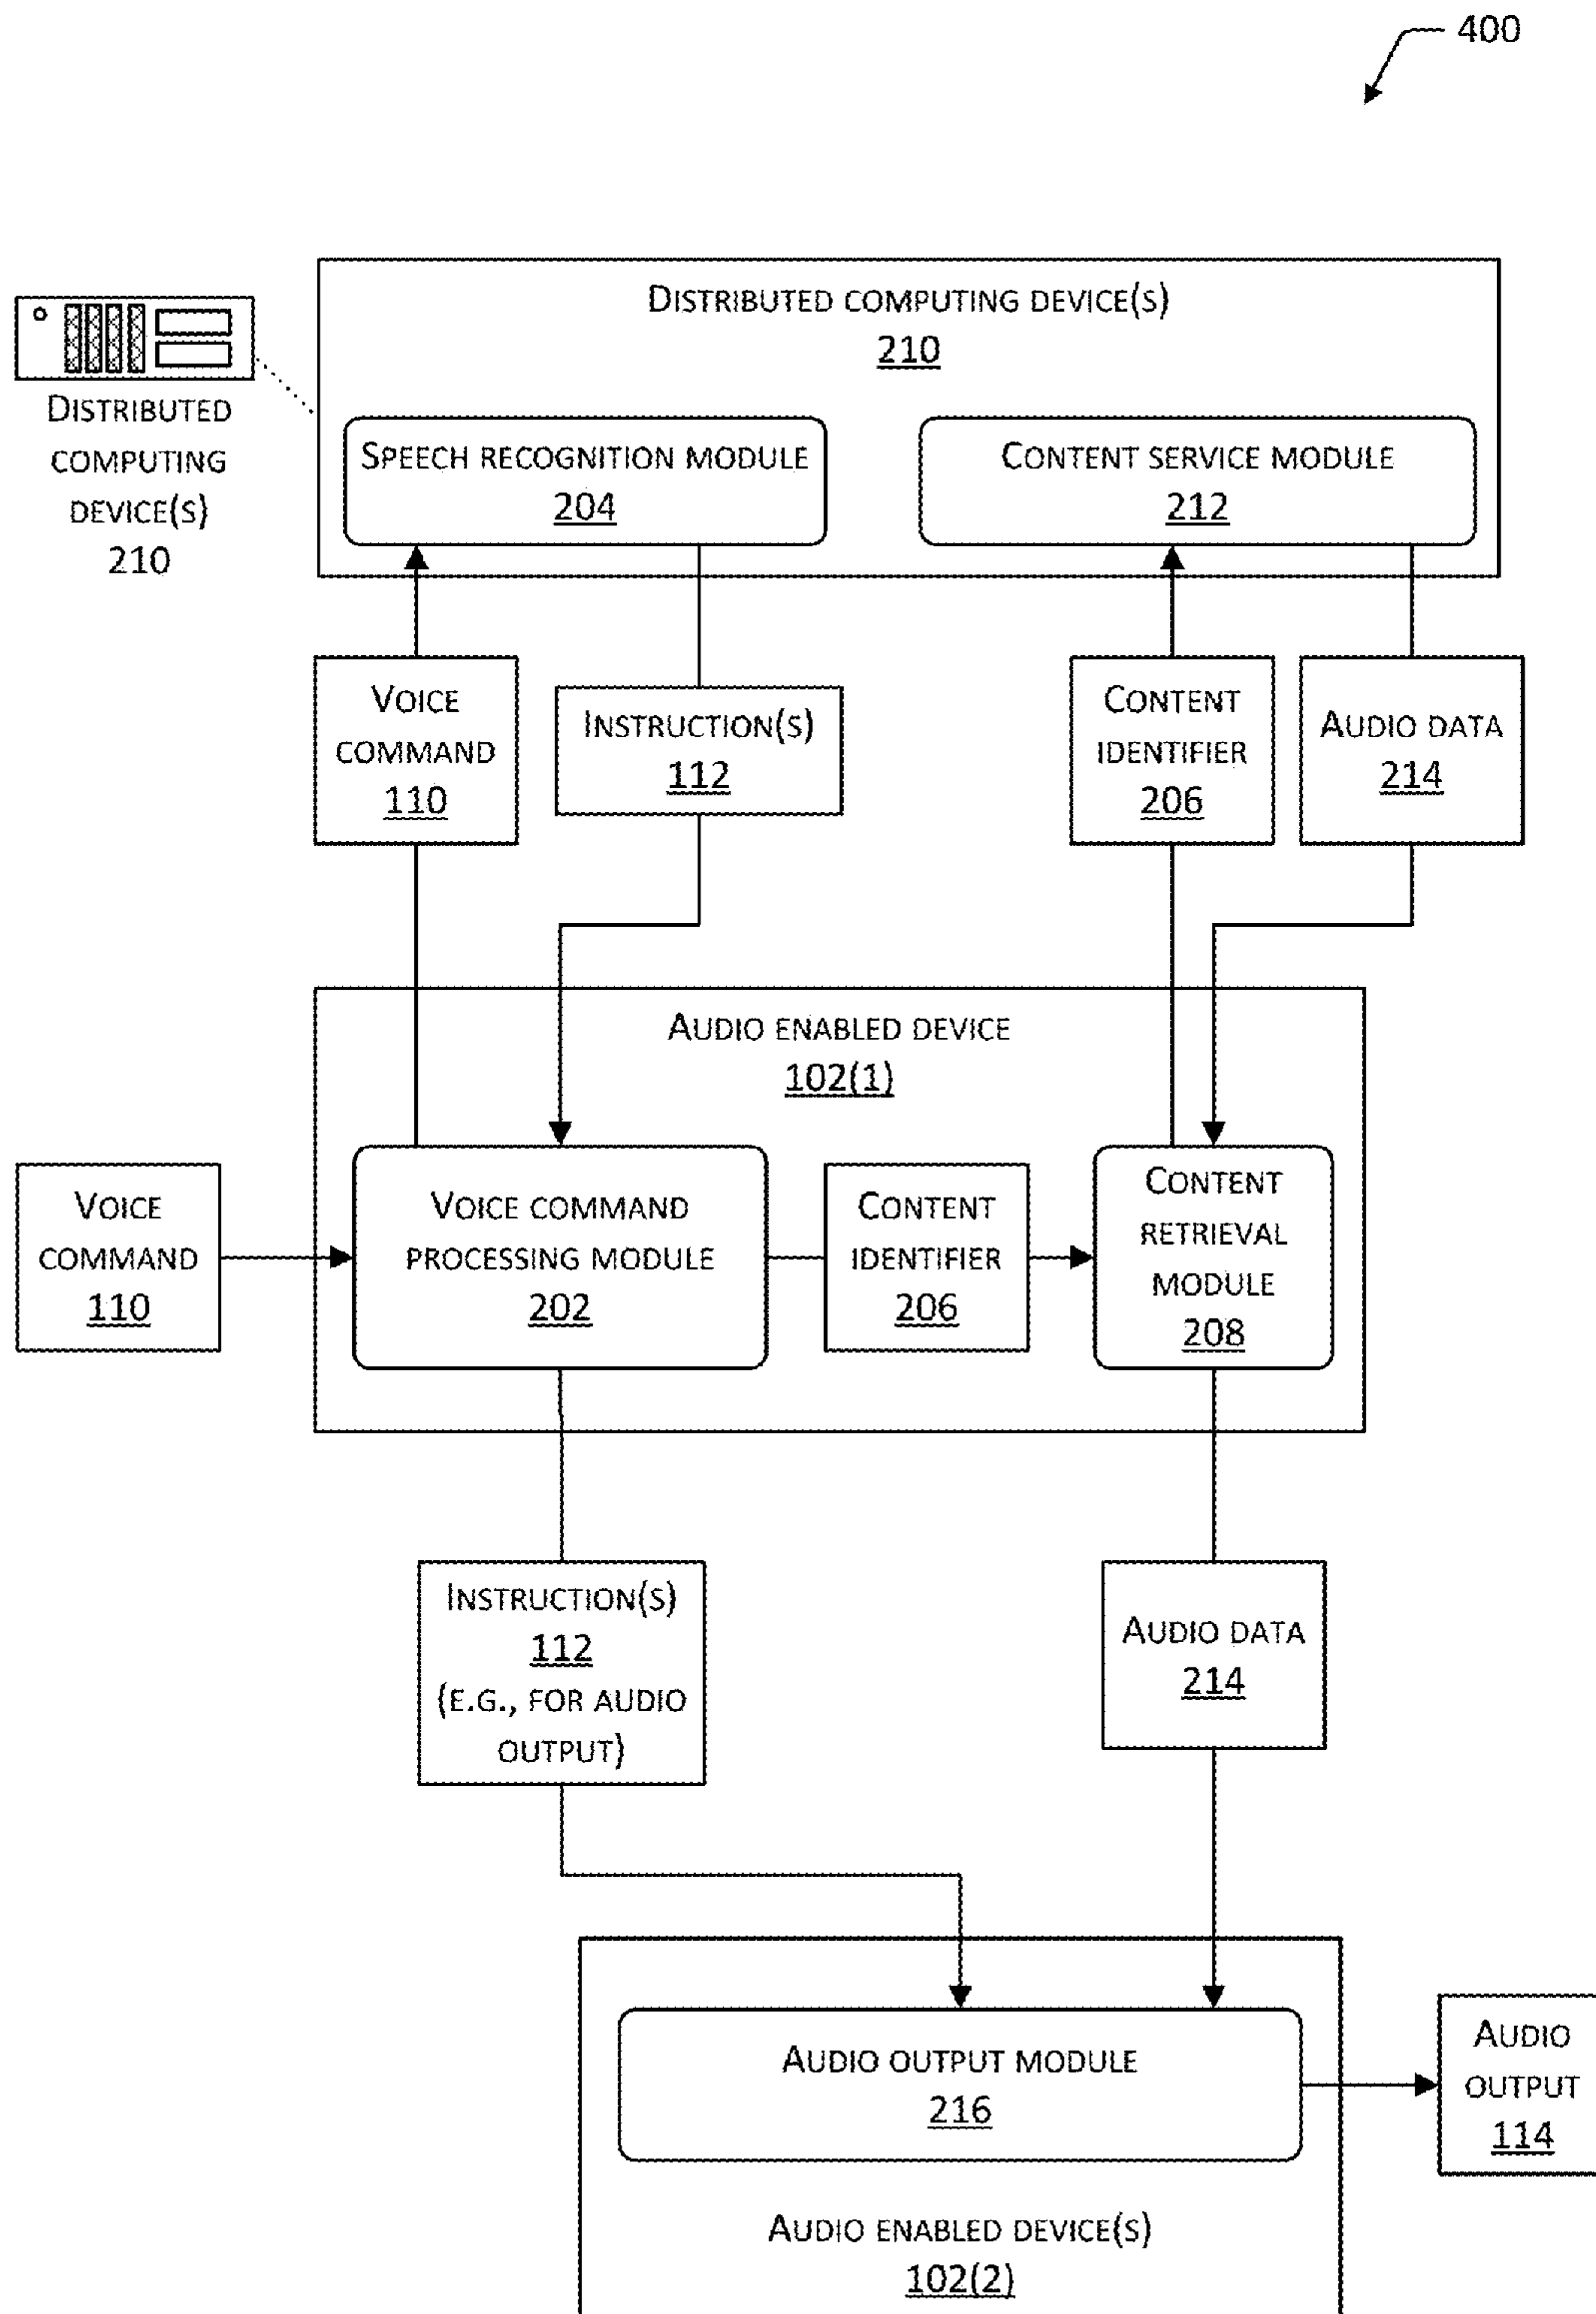 400
DISTRIBUTED COMPUTING DEVICE(S)
210
DISTRIBUTED
COMPUTING
DEVICE(S)
210
SPEECH RECOGNITION MODULE
204
CONTENT SERVICE MODULE
212
VOICE
COMMAND
110
INSTRUCTION(S)
112
CONTENT
IDENTIFIER
206
AUDIO DATA
214
AUDIO ENABLED DEVICE
102(1)
VOICE
COMMAND
110
VOICE COMMAND
PROCESSING MODULE
202
CONTENT
IDENTIFIER
206
CONTENT
RETRIEVAL
MODULE
208
INSTRUCTION(S)
112
(E.G., FOR AUDIO
OUTPUT)
AUDIO DATA
214
AUDIO OUTPUT MODULE
216
AUDIO
OUTPUT
114
AUDIO ENABLED DEVICE(S)
102(2)